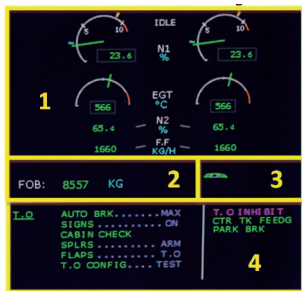 IDLE
5 10 N1 5 10
23.6 % 23.6
1
EGT
566 °C 566
65.4 N2 65.4
%
1660 F.F 1660
KG/H
FOB: 8557 KG 2 3
T.O AUTO BRK.......MAX T.O INHIBIT
SIGNS..........ON CTR TK FEEDG
CABIN CHECK PARK BRK
SPLRS.........ARM
FLAPS.........T.O 4
T.O CONFIG....TEST